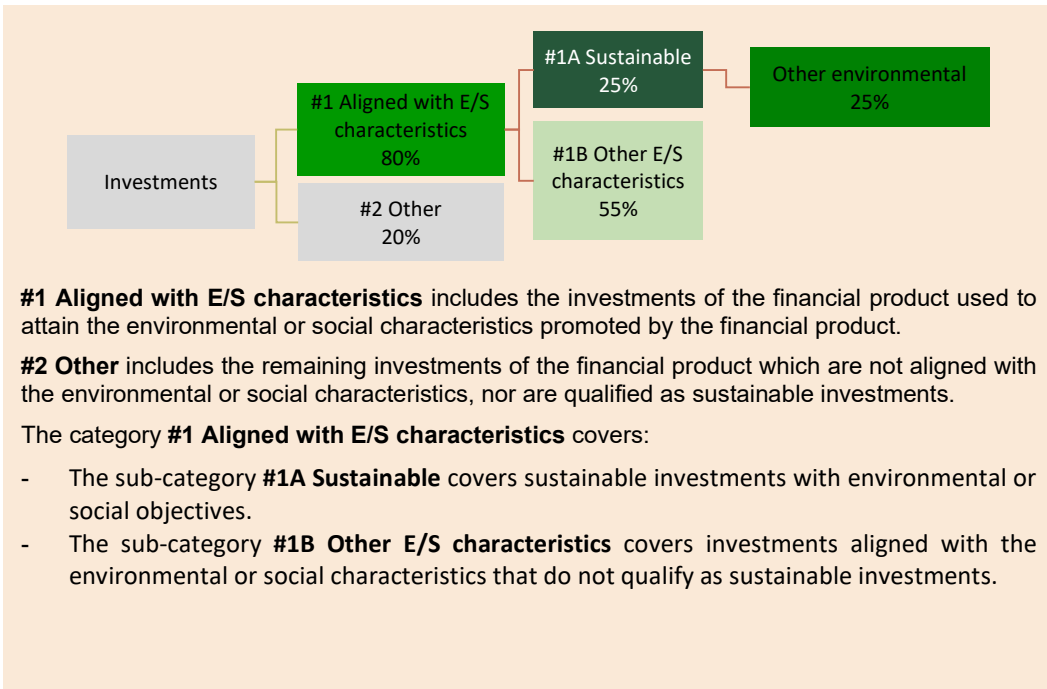 #1A Sustainable
25%
Other environmental
25%
#1 Aligned with E/S
characteristics
80%
#1B Other E/S
characteristics
55%
Investments
#2 Other
20%
#1 Aligned with E/S characteristics includes the investments of the financial product used to
attain the environmental or social characteristics promoted by the financial product.
#2 Other includes the remaining investments of the financial product which are not aligned with
the environmental or social characteristics, nor are qualified as sustainable investments.
The category #1 Aligned with E/S characteristics covers:
- The sub-category #1A Sustainable covers sustainable investments with environmental or
social objectives.
- The sub-category #1B Other E/S characteristics covers investments aligned with the
environmental or social characteristics that do not qualify as sustainable investments.